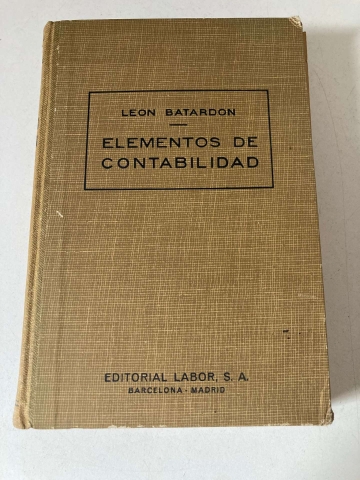 LEON BATARDON
ELEMENTOS DE
CONTABILIDAD
EDITORIAL LABOR, S. A.
BARCELONA - MADRID